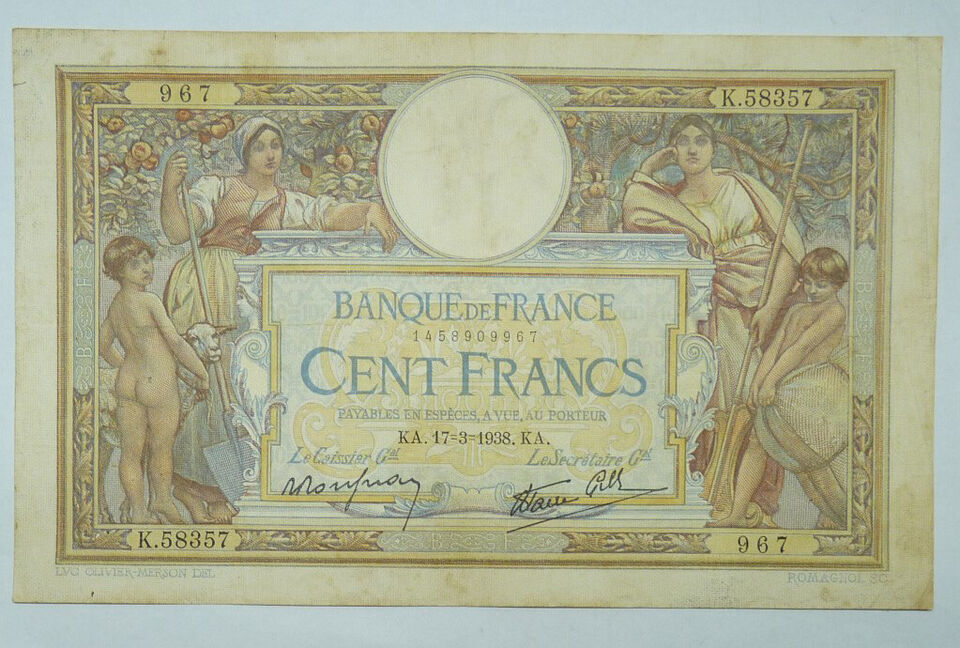 967
K.58357
BANQUE DE FRANCE
1458909967
CENT FRANCS
PAYABLES EN ESPÈCES, A VUE, AU PORTEUR
KA. 17=3=1938. KA.
Le Caissier Gal
Le Secrétaire Gal
K.58357
967
LVC OLIVIER-MERSON DEL
ROMAGNOL SC